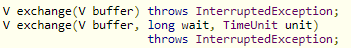 V exchange(V buffer) throws InterruptedException;
V exchange(V buffer, long wait, TimeUnit unit)
throws InterruptedException;